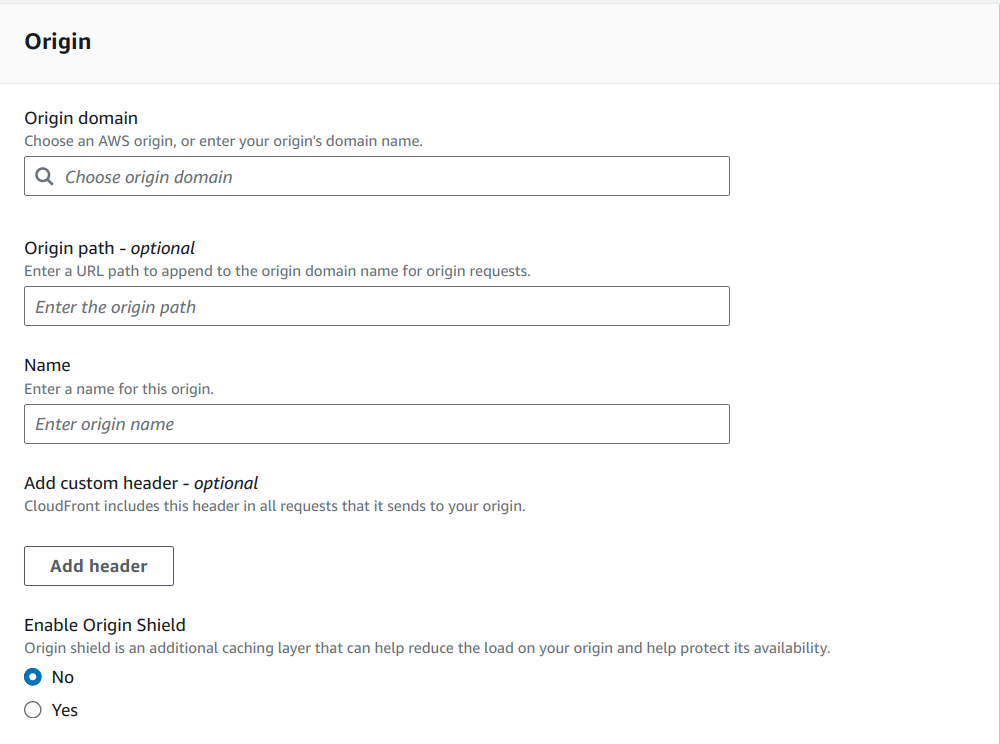 Origin
Origin domain
Choose an AWS origin, or enter your origin's domain name.
Choose origin domain
Origin path - optional
Enter a URL path to append to the origin domain name for origin requests.
Enter the origin path
Name
Enter a name for this origin.
Enter origin name
Add custom header - optional
CloudFront includes this header in all requests that it sends to your origin.
Add header
Enable Origin Shield
Origin shield is an additional caching layer that can help reduce the load on your origin and help protect its availability.
No
Yes